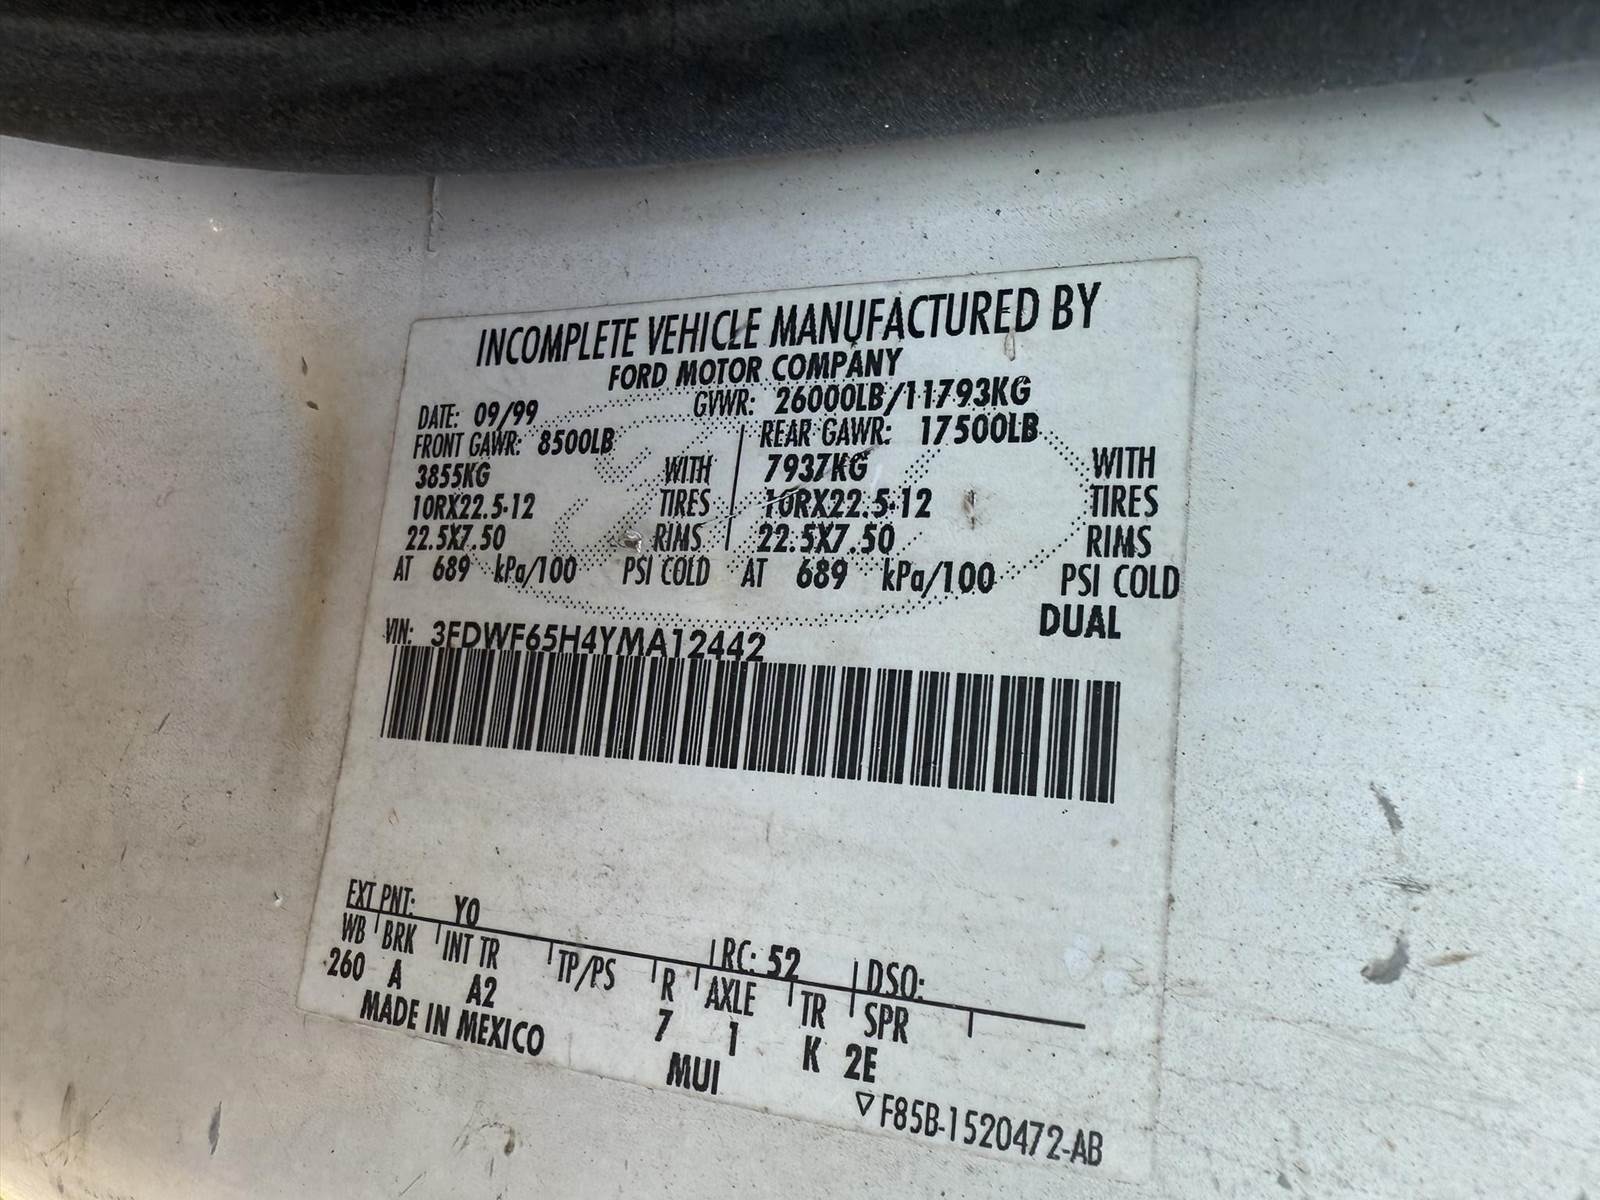 INCOMPLETE VEHICLE MANUFACTURED BY
FORD MOTOR COMPANY
DATE: 09/99 GVWR: 26000LB/11793KG
FRONT GAWR: 8500LB REAR GAWR: 17500LB
3855KG WITH 7937KG WITH
10RX22.5-12 TIRES 10RX22.5-12 TIRES
22.5X7.50 RIMS 22.5X7.50 RIMS
AT 689 kPa/100 PSI COLD AT 689 kPa/100 PSI COLD
DUAL
VIN: 3FDWF65H4YMA12442
EXT PNT: YO RC: 52 DSO:
WB BRK INT TR TP/PS R AXLE TR SPR
260 A A2 7 1 K 2E
MADE IN MEXICO MUI
F85B-1520472-AB